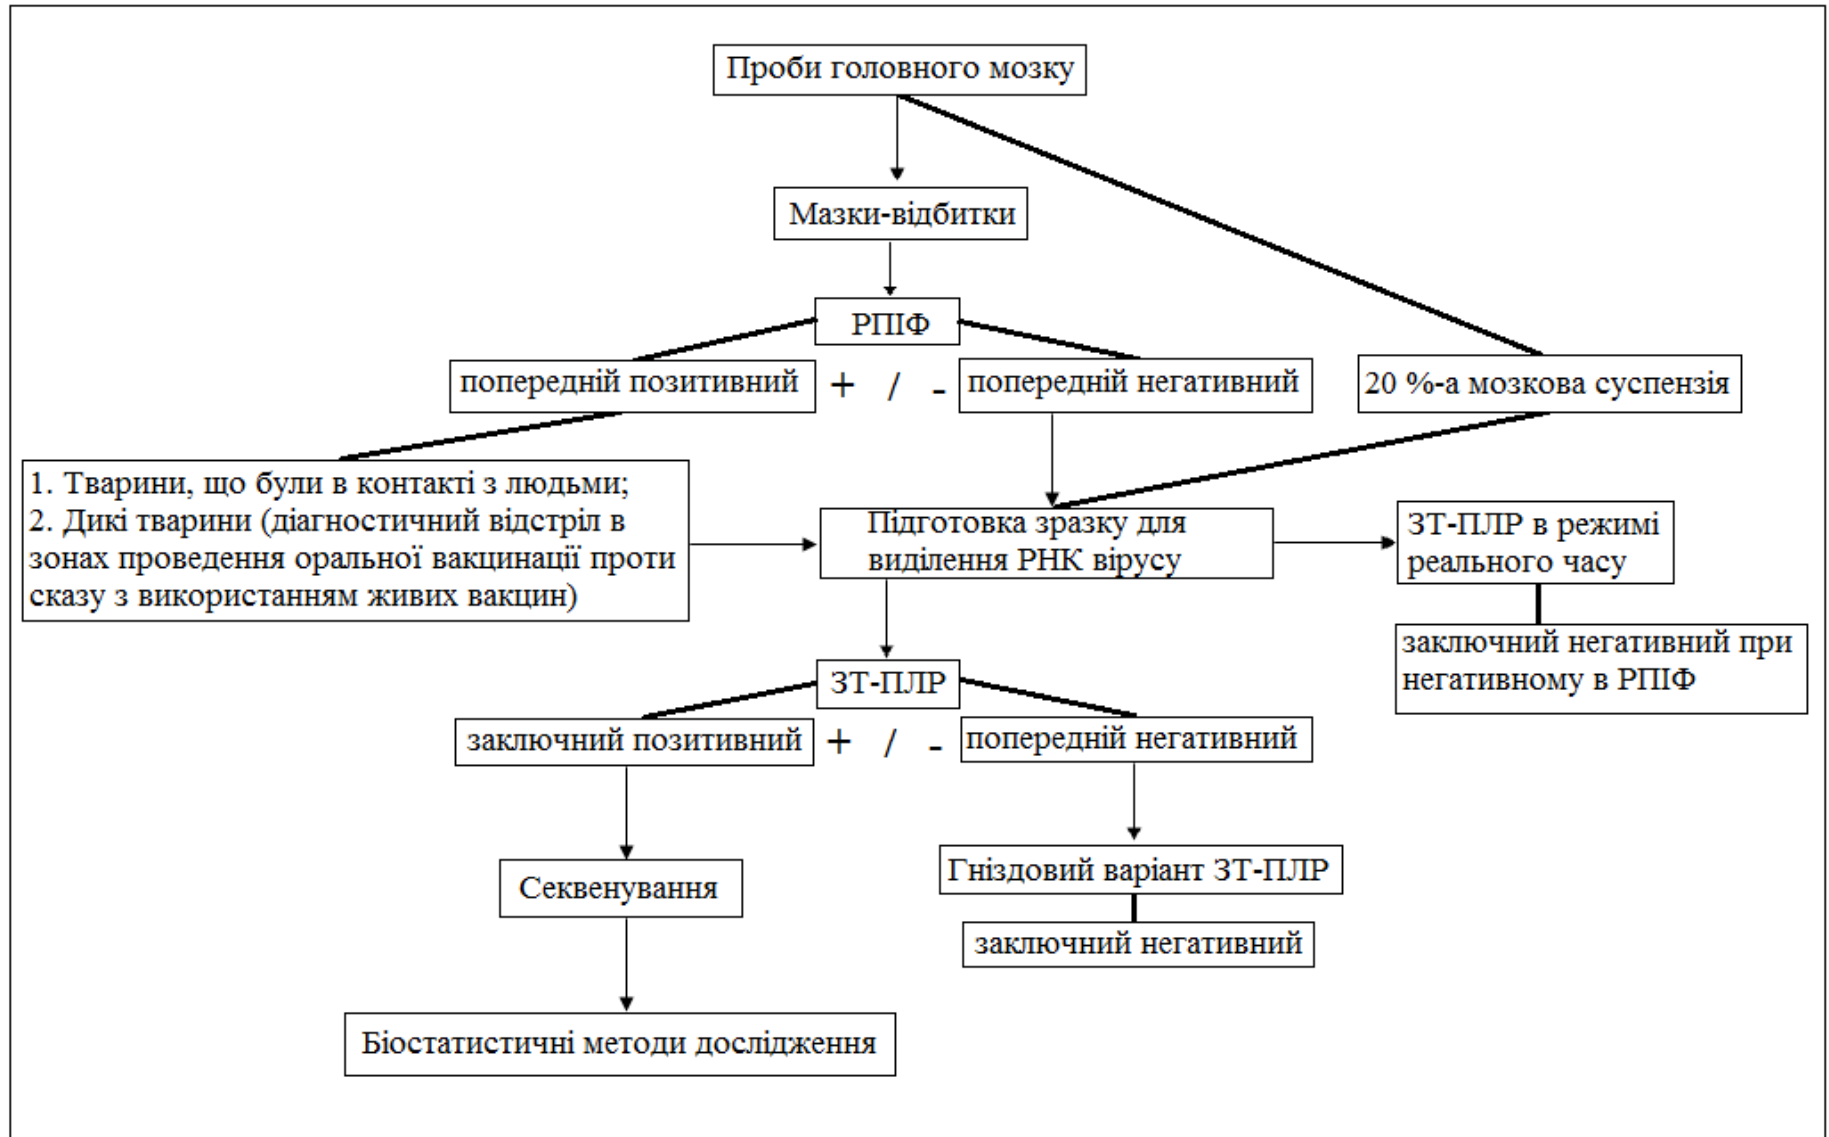 Проби головного мозку
Мазки-відбитки
РПІФ
попередній позитивний
+ / -
попередній негативний
20 %-а мозкова суспензія
1. Тварини, що були в контакті з людьми;
2. Дикі тварини (діагностичний відстріл в
зонах проведення оральної вакцинації проти
сказу з використанням живих вакцин)
Підготовка зразку для
виділення РНК вірусу
ЗТ-ПЛР в режимі
реального часу
заключний негативний при
негативному в РПІФ
ЗТ-ПЛР
заключний позитивний
+ / -
попередній негативний
Секвенування
Гніздовий варіант ЗТ-ПЛР
заключний негативний
Біостатистичні методи дослідження